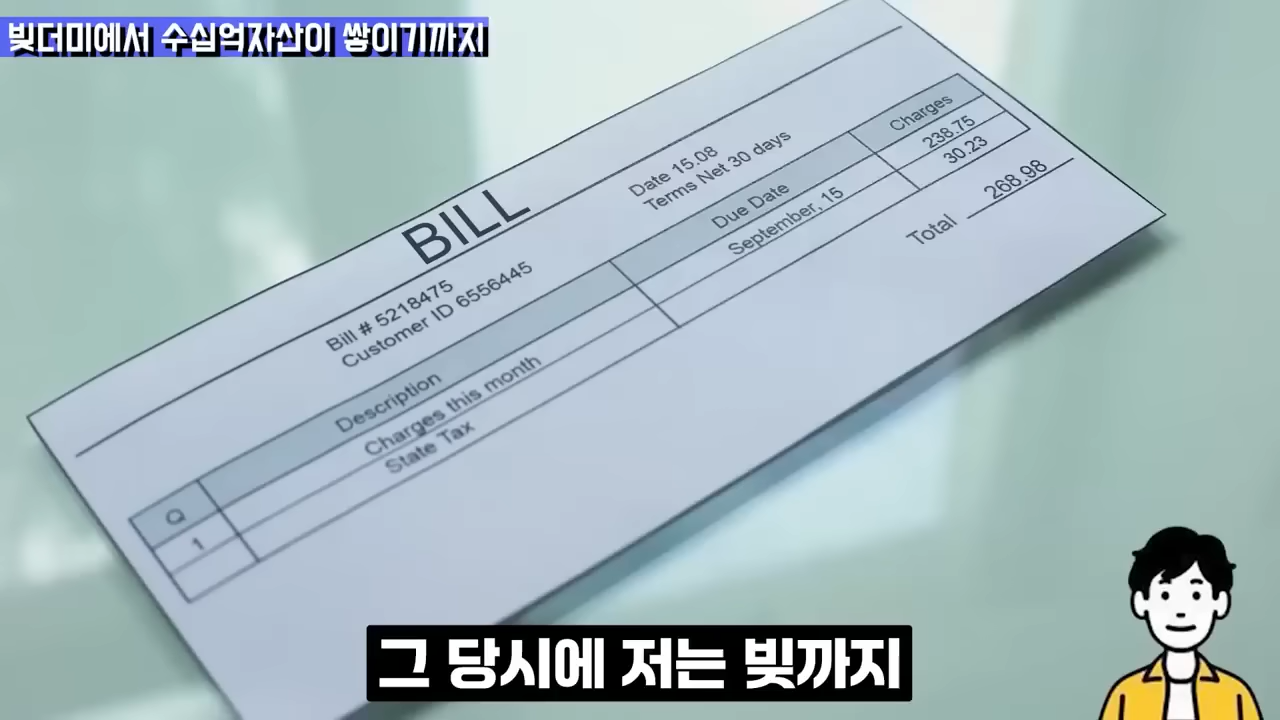 빚더미에서 수십억자산이 쌓이기까지
BILL
Date 15.08
Terms Net 30 days
Bill # 5218475
Customer ID 6556445
Q Description Due Date Charges
1 Charges this month September, 15 238.75
State Tax 30.23
Total 268.98
그 당시에 저는 빚까지